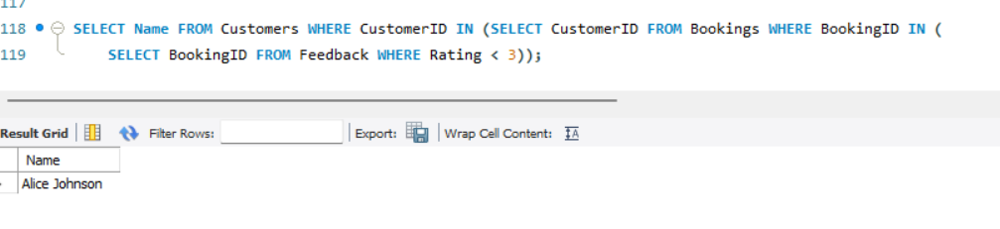 117
118 SELECT Name FROM Customers WHERE CustomerID IN (SELECT CustomerID FROM Bookings WHERE BookingID IN (
119 SELECT BookingID FROM Feedback WHERE Rating < 3));
Result Grid Filter Rows: Export: Wrap Cell Content: IA
Name
Alice Johnson